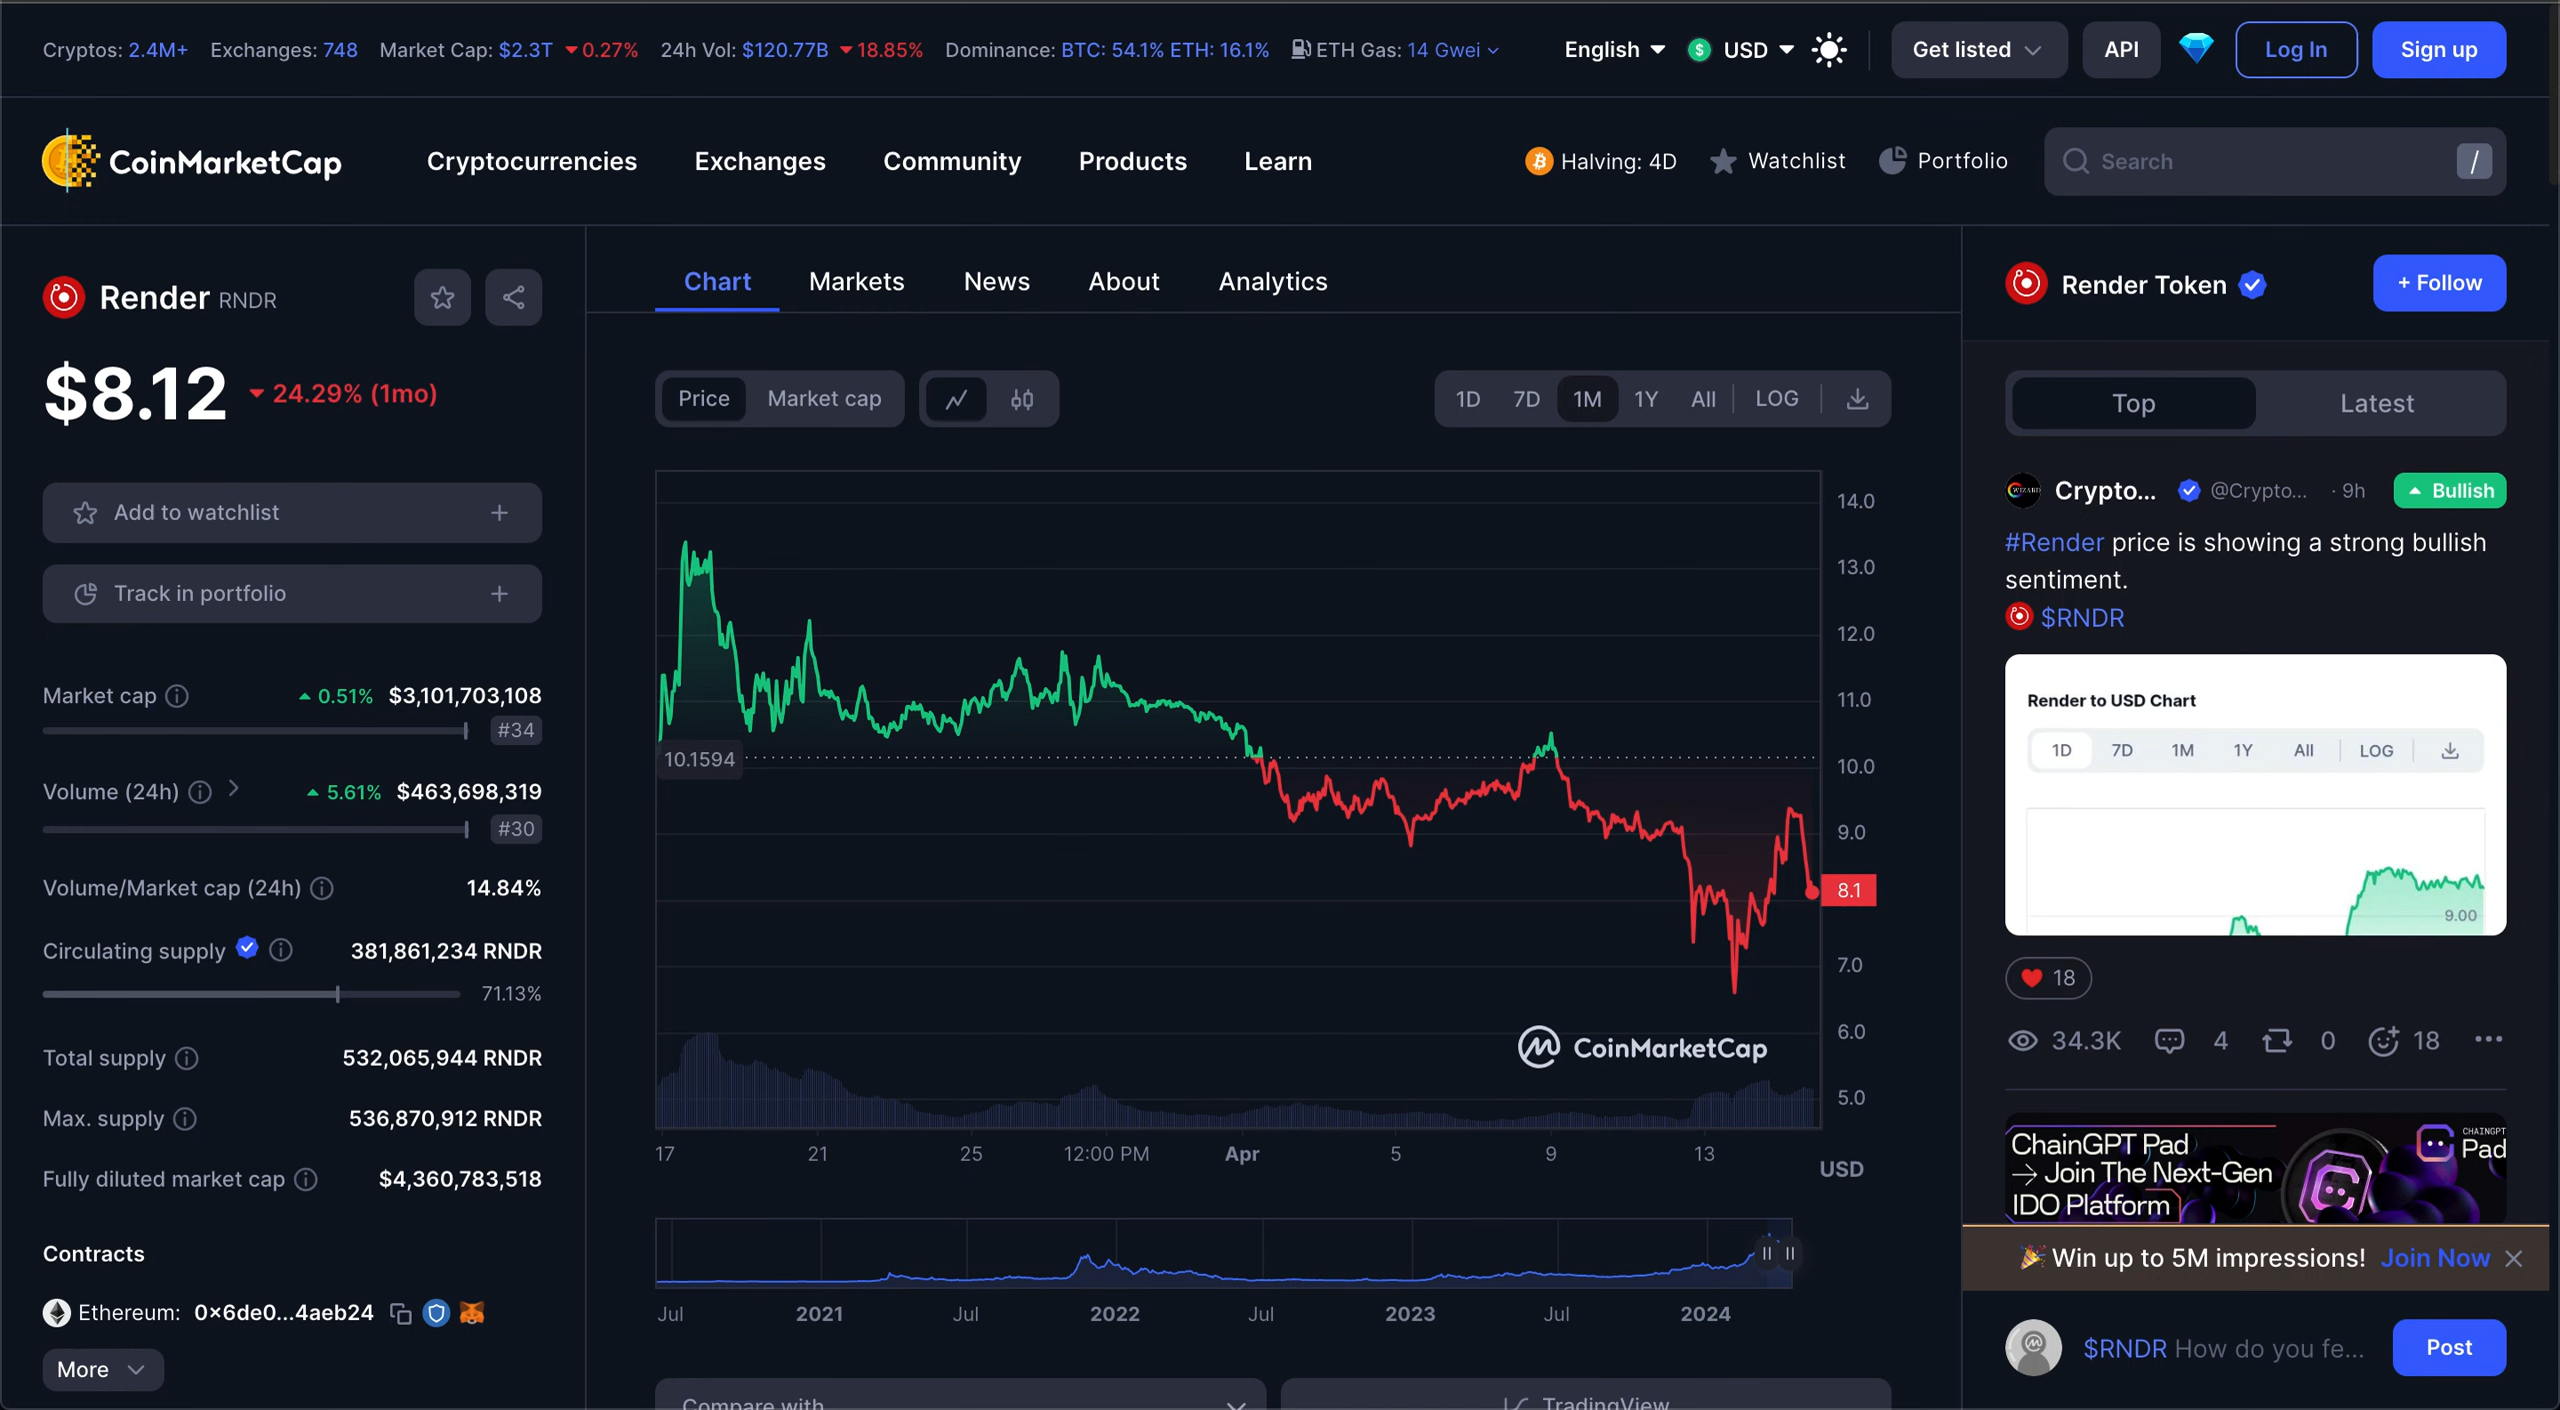 Cryptos: 2.4M+ Exchanges: 748 Market Cap: $2.3T 0.27% 24h Vol: $120.77B 18.85% Dominance: BTC: 54.1% ETH: 16.1% ETH Gas: 14 Gwei English USD Get listed API Log In Sign up
CoinMarketCap Cryptocurrencies Exchanges Community Products Learn Halving: 4D Watchlist Portfolio Search /
Render RNDR
$8.12 24.29% (1mo)
Add to watchlist +
Track in portfolio +
Market cap 0.51% $3,101,703,108
#34
Volume (24h) 5.61% $463,698,319
#30
Volume/Market cap (24h) 14.84%
Circulating supply 381,861,234 RNDR
71.13%
Total supply 532,065,944 RNDR
Max. supply 536,870,912 RNDR
Fully diluted market cap $4,360,783,518
Contracts
Ethereum: 0x6de0...4aeb24
More
Chart Markets News About Analytics
Price Market cap 1D 7D 1M 1Y All LOG
14.0
13.0
12.0
11.0
10.1594
10.0
9.0
8.1
7.0
6.0
CoinMarketCap
5.0
17 21 25 12:00 PM Apr 5 9 13
USD
Jul 2021 Jul 2022 Jul 2023 Jul 2024
Compare with TradingView
Render Token + Follow
Top Latest
Crypto... @Crypto... · 9h Bullish
#Render price is showing a strong bullish
sentiment.
$RNDR
Render to USD Chart
1D 7D 1M 1Y All LOG
9.00
18
34.3K 4 0 18
ChainGPT Pad
→ Join The Next-Gen
IDO Platform
CHAINGPT
Pad
Win up to 5M impressions! Join Now
$RNDR How do you fe... Post